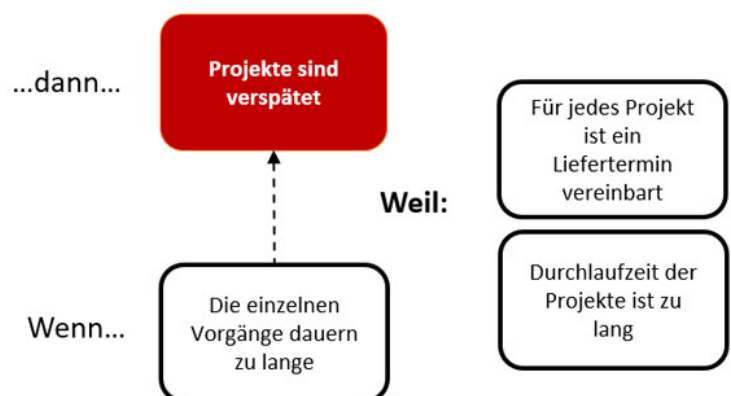 ...dann...
Projekte sind
verspätet
Für jedes Projekt
ist ein
Liefertermin
vereinbart
Weil:
Durchlaufzeit der
Projekte ist zu
lang
Wenn...
Die einzelnen
Vorgänge dauern
zu lange